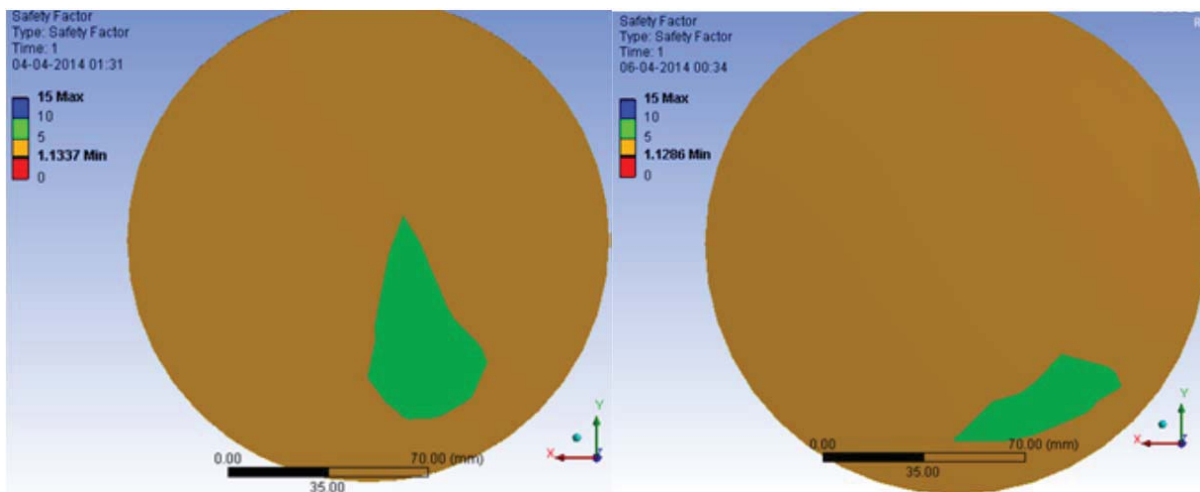 Safety Factor
Type: Safety Factor
Time: 1
04-04-2014 01:31
15 Max
10
5
1.1337 Min
0
0.00
70.00 (mm)
35.00
X
Y
Z
Safety Factor
Type: Safety Factor
Time: 1
06-04-2014 00:34
15 Max
10
5
1.1286 Min
0
0.00
70.00 (mm)
35.00
X
Y